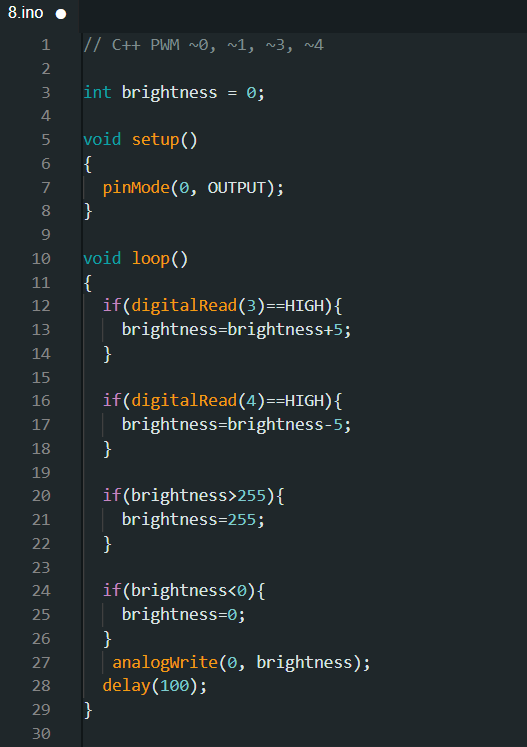 8.ino
1 // C++ PWM ~0, ~1, ~3, ~4
2
3 int brightness = 0;
4
5 void setup()
6 {
7   pinMode(0, OUTPUT);
8 }
9
10 void loop()
11 {
12   if(digitalRead(3)==HIGH){
13     brightness=brightness+5;
14   }
15
16   if(digitalRead(4)==HIGH){
17     brightness=brightness-5;
18   }
19
20   if(brightness>255){
21     brightness=255;
22   }
23
24   if(brightness<0){
25     brightness=0;
26   }
27    analogWrite(0, brightness);
28   delay(100);
29 }
30